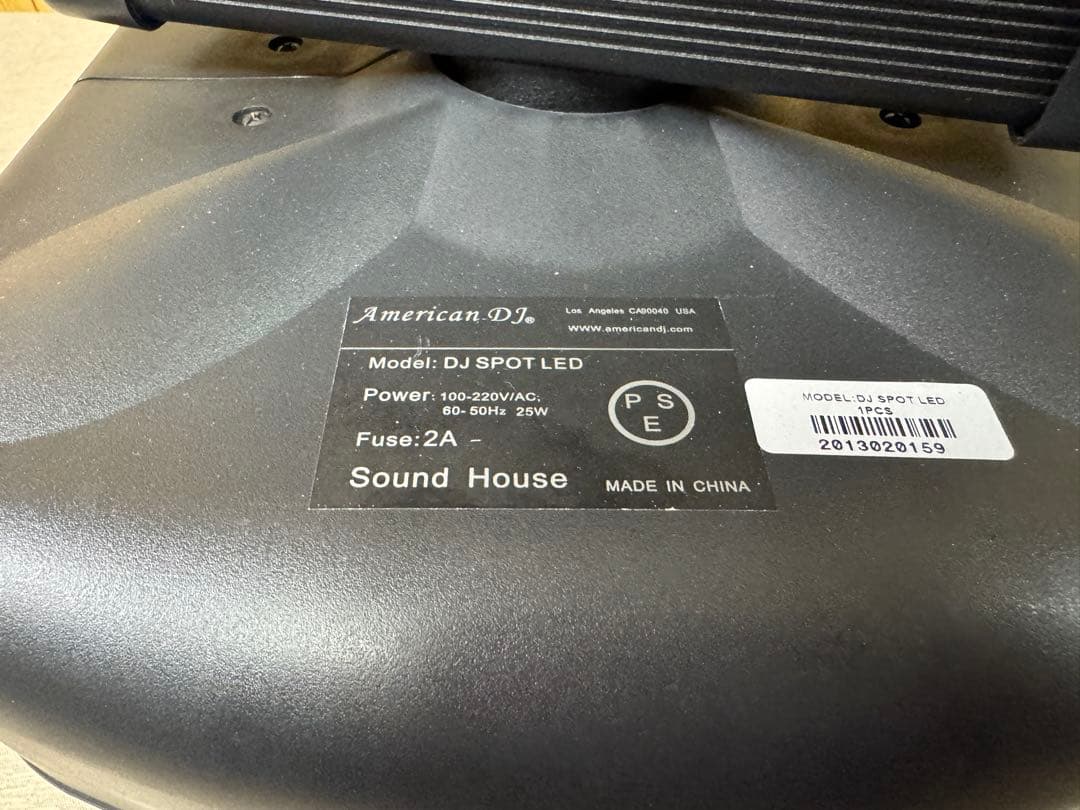 American DJ®
Los Angeles CA90040 USA
www.americandj.com
Model: DJ SPOT LED
Power: 100-220V/AC,
60-50Hz 25W
Fuse:2A -
P S
E
Sound House
MADE IN CHINA
MODEL:DJ SPOT LED
1PCS
2013020159